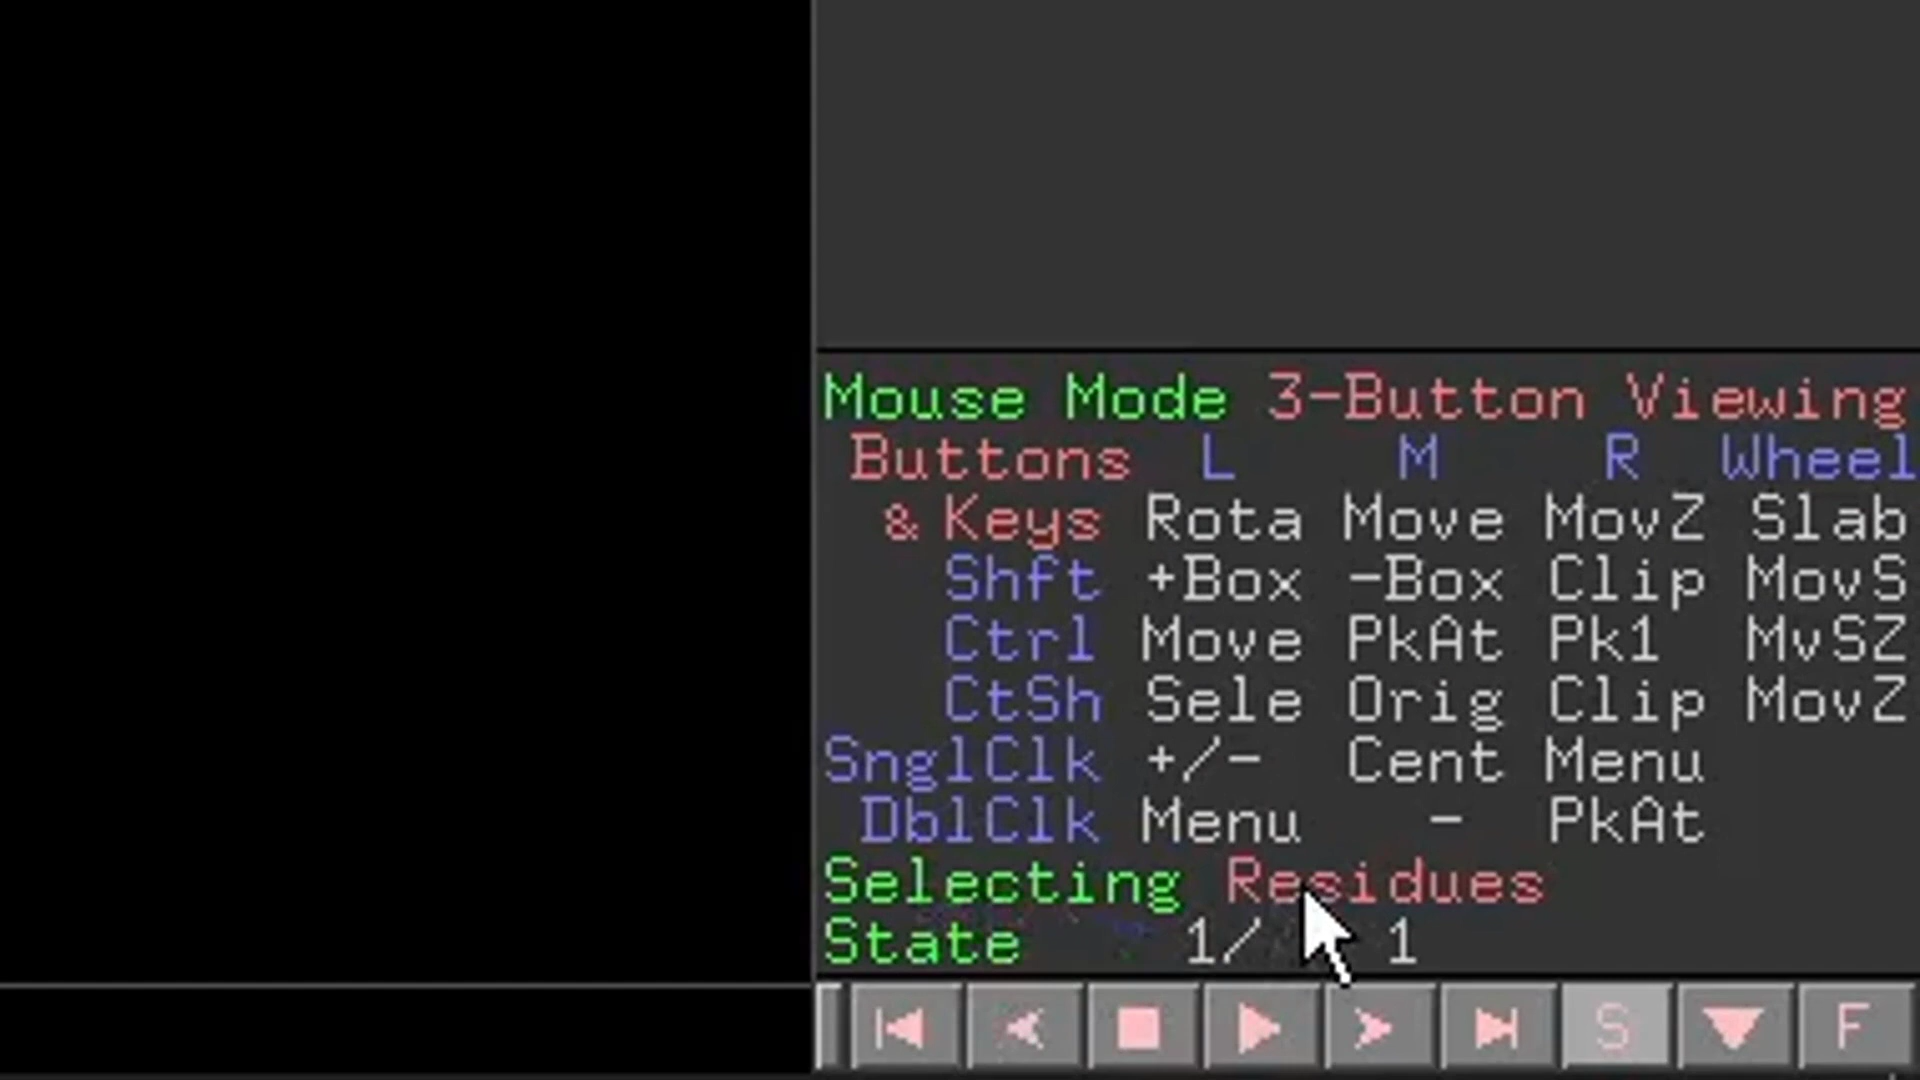 Mouse Mode 3-Button Viewing
Buttons L M R Wheel
& Keys Rota Move MovZ Slab
Shft +Box -Box Clip MovS
Ctrl Move PkAt Pk1 MvSZ
CtSh Sele Orig Clip MovZ
SnglClk +/- Cent Menu
DblClk Menu - PkAt
Selecting Residues
State 1/ 1
S F